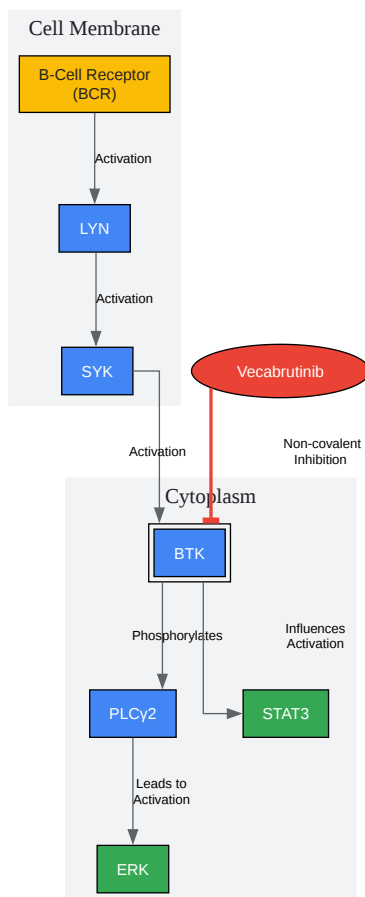 Cell Membrane
B-Cell Receptor
(BCR)
Activation
LYN
Activation
SYK
Vecabrutinib
Activation
Non-covalent
Inhibition
Cytoplasm
BTK
Phosphorylates
Influences
Activation
PLCγ2
STAT3
Leads to
Activation
ERK